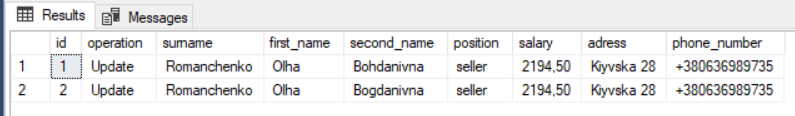 Results Messages
id operation surname first_name second_name position salary adress phone_number
1 1 Update Romanchenko Olha Bohdanivna seller 2194,50 Kiyvska 28 +380636989735
2 2 Update Romanchenko Olha Bogdanivna seller 2194,50 Kiyvska 28 +380636989735